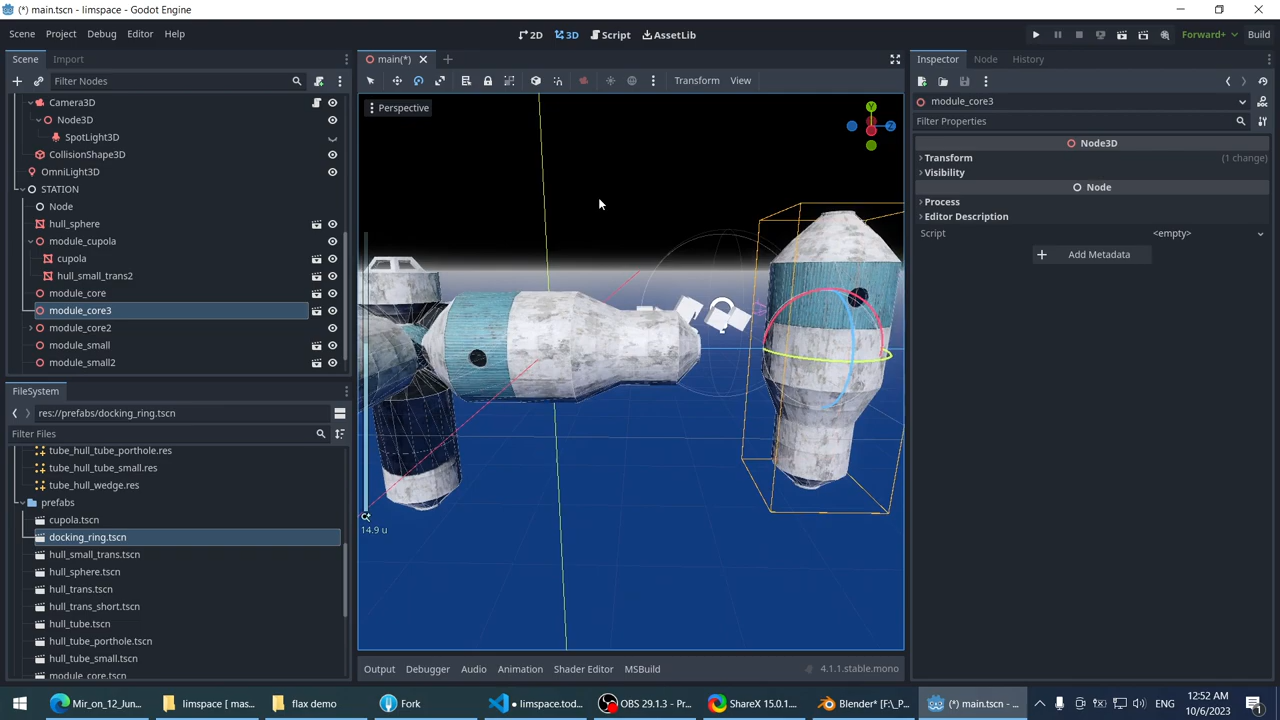 (*) main.tscn - limspace - Godot Engine
Scene Project Debug Editor Help
2D 3D Script AssetLib
Forward+ Build
Scene Import
main(*)
Inspector Node History
Filter Nodes
Transform View
Camera3D
Node3D
SpotLight3D
CollisionShape3D
OmniLight3D
STATION
Node
hull_sphere
module_cupola
cupola
hull_small_trans2
module_core
module_core3
module_core2
module_small
module_small2
Perspective
Y
Z
14.9 u
module_core3
Filter Properties
Node3D
Transform (1 change)
Visibility
Node
Process
Editor Description
Script <empty>
Add Metadata
FileSystem
res://prefabs/docking_ring.tscn
Filter Files
tube_hull_tube_porthole.res
tube_hull_tube_small.res
tube_hull_wedge.res
prefabs
cupola.tscn
docking_ring.tscn
hull_small_trans.tscn
hull_sphere.tscn
hull_trans.tscn
hull_trans_short.tscn
hull_tube.tscn
hull_tube_porthole.tscn
hull_tube_small.tscn
module_core.tscn
Output Debugger Audio Animation Shader Editor MSBuild
4.1.1.stable.mono
Mir_on_12_Jun... limspace [ mas... flax demo Fork limspace.tod... OBS 29.1.3 - Pr... ShareX 15.0.1... Blender* [F:\_P... (*) main.tscn -...
ENG
12:52 AM
10/6/2023